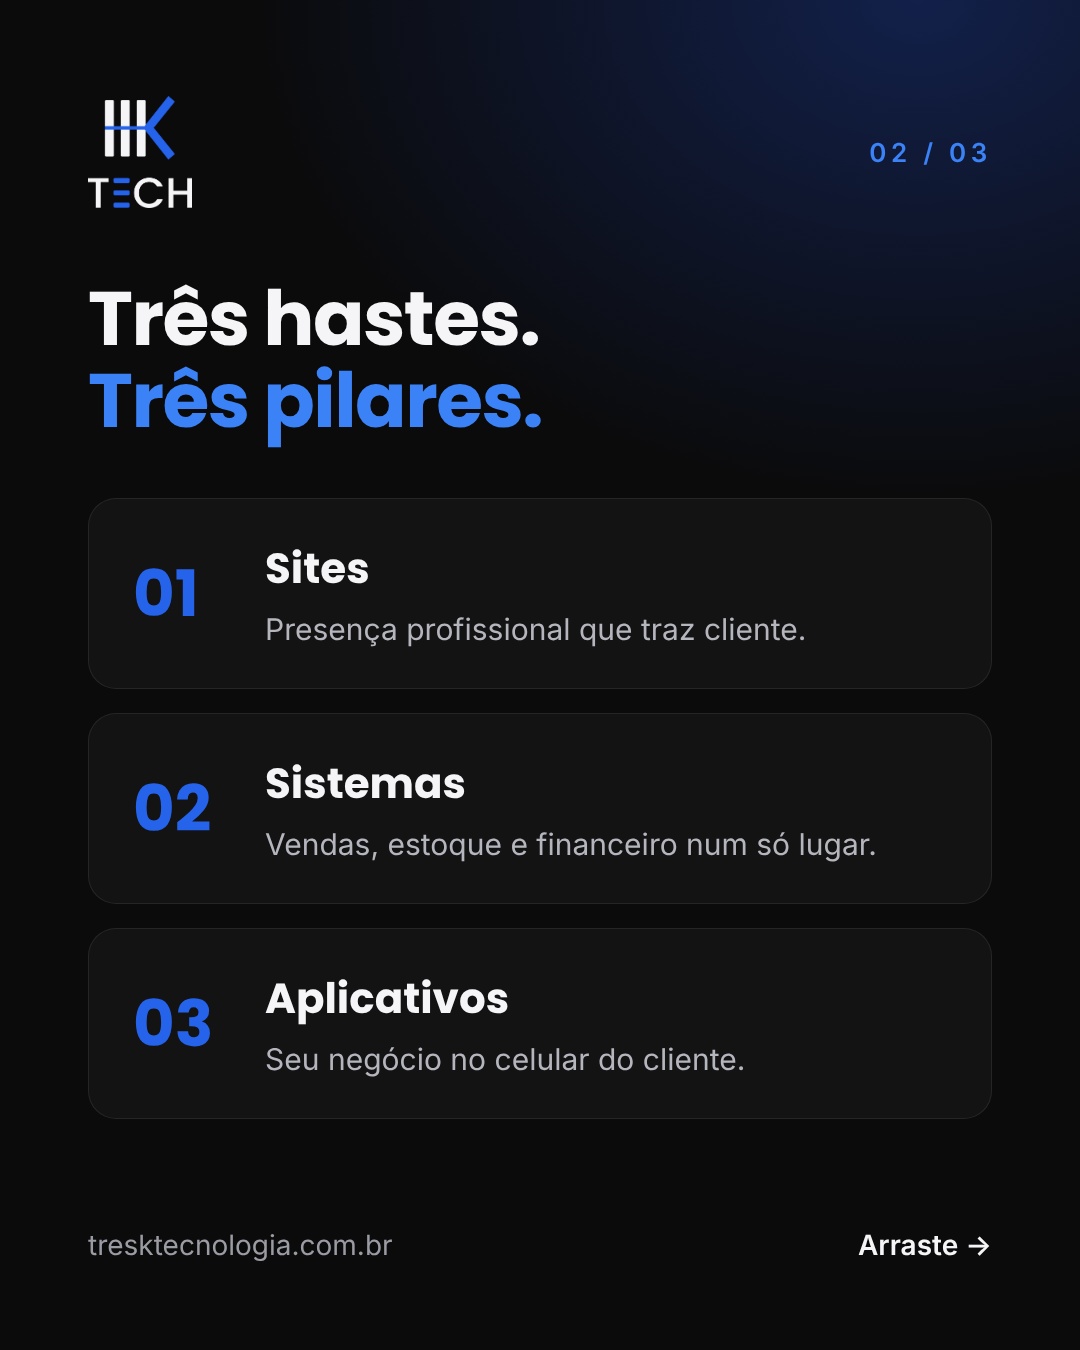 TECH
02 / 03
Três hastes.
Três pilares.
01
Sites
Presença profissional que traz cliente.
02
Sistemas
Vendas, estoque e financeiro num só lugar.
03
Aplicativos
Seu negócio no celular do cliente.
tresktecnologia.com.br
Arraste →